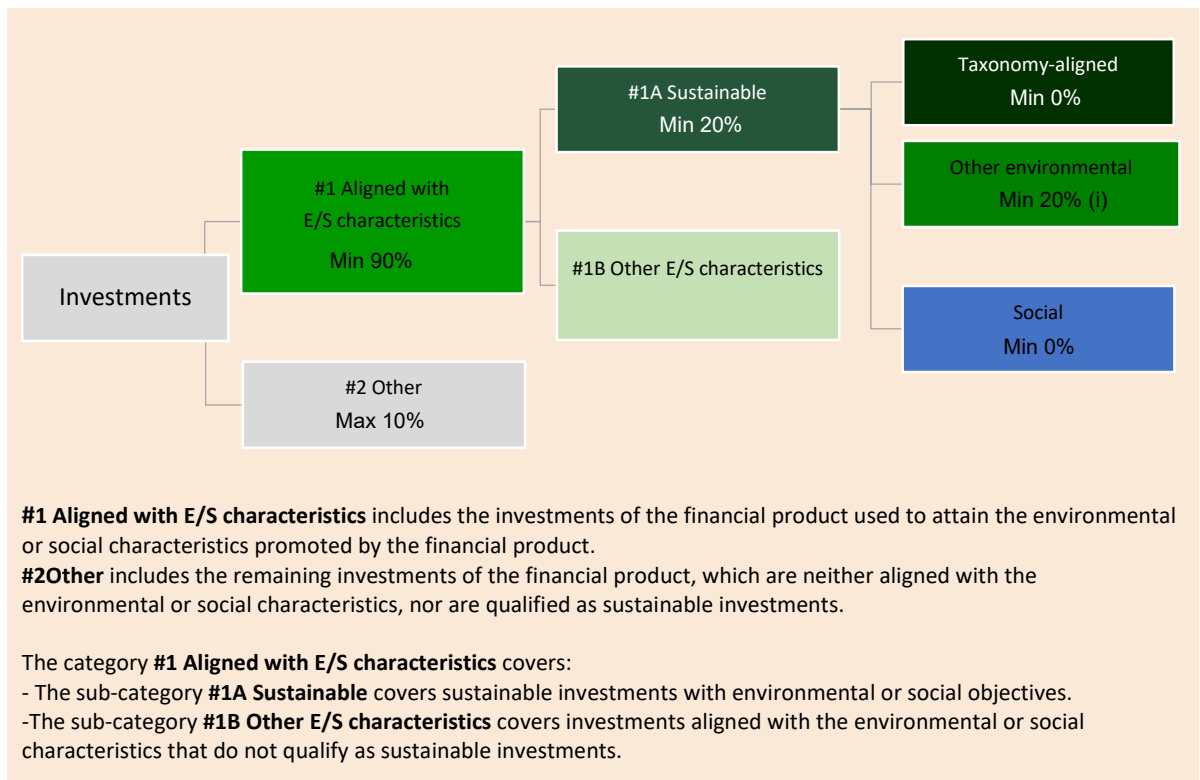 Taxonomy-aligned
Min 0%
#1A Sustainable
Min 20%
Other environmental
Min 20% (i)
#1 Aligned with
E/S characteristics
Min 90%
#1B Other E/S characteristics
Investments
Social
Min 0%
#2 Other
Max 10%
#1 Aligned with E/S characteristics includes the investments of the financial product used to attain the environmental
or social characteristics promoted by the financial product.
#2Other includes the remaining investments of the financial product, which are neither aligned with the
environmental or social characteristics, nor are qualified as sustainable investments.
The category #1 Aligned with E/S characteristics covers:
- The sub-category #1A Sustainable covers sustainable investments with environmental or social objectives.
-The sub-category #1B Other E/S characteristics covers investments aligned with the environmental or social
characteristics that do not qualify as sustainable investments.